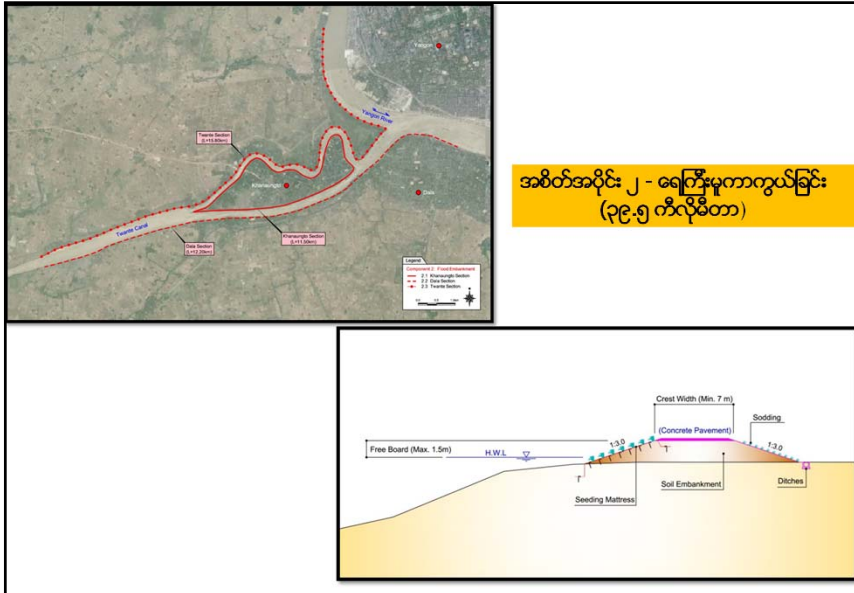 Yangon
Yangon River
Twante Section
(L=15.80km)
Khanaungto
Dala
Twante Canal
Dala Section
(L=12.20km)
Khanaungto Section
(L=11.50km)
Legend
Component 2. Flood Embankment
2.1 Khanaungto Section
2.2 Dala Section
2.3 Twante Section
အစိတ်အပိုင်း ၂ - ရေကြီးမှုကာကွယ်ခြင်း
(၃၉.၅ ကီလိုမီတာ)
Crest Width (Min. 7 m)
(Concrete Pavement)
Sodding
1:3.0
1:3.0
Free Board (Max. 1.5m)
H.W.L
Seeding Mattress
Soil Embankment
Ditches